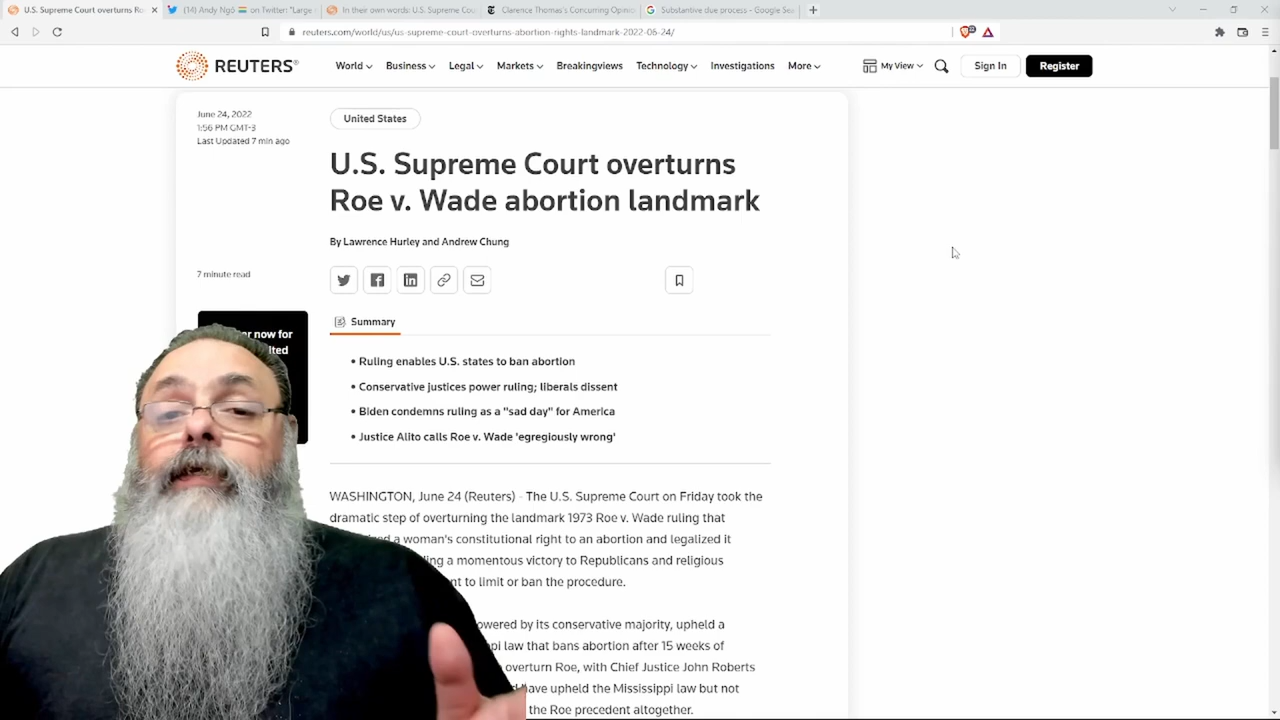 U.S. Supreme Court overturns Ro
(14) Andy Ngô on Twitter: "Large
In their own words: U.S. Supreme Cou
Clarence Thomas's Concurring Opinio
Substantive due process - Google Sea
reuters.com/world/us/us-supreme-court-overturns-abortion-rights-landmark-2022-06-24/
REUTERS®
World
Business
Legal
Markets
Breakingviews
Technology
Investigations
More
My View
Sign In
Register
June 24, 2022
1:56 PM GMT-3
Last Updated 7 min ago
United States
U.S. Supreme Court overturns
Roe v. Wade abortion landmark
By Lawrence Hurley and Andrew Chung
7 minute read
now for
Summary
• Ruling enables U.S. states to ban abortion
• Conservative justices power ruling; liberals dissent
• Biden condemns ruling as a "sad day" for America
• Justice Alito calls Roe v. Wade 'egregiously wrong'
WASHINGTON, June 24 (Reuters) - The U.S. Supreme Court on Friday took the
dramatic step of overturning the landmark 1973 Roe v. Wade ruling that
a woman's constitutional right to an abortion and legalized it
a momentous victory to Republicans and religious
to limit or ban the procedure.
owered by its conservative majority, upheld a
pi law that bans abortion after 15 weeks of
overturn Roe, with Chief Justice John Roberts
have upheld the Mississippi law but not
the Roe precedent altogether.